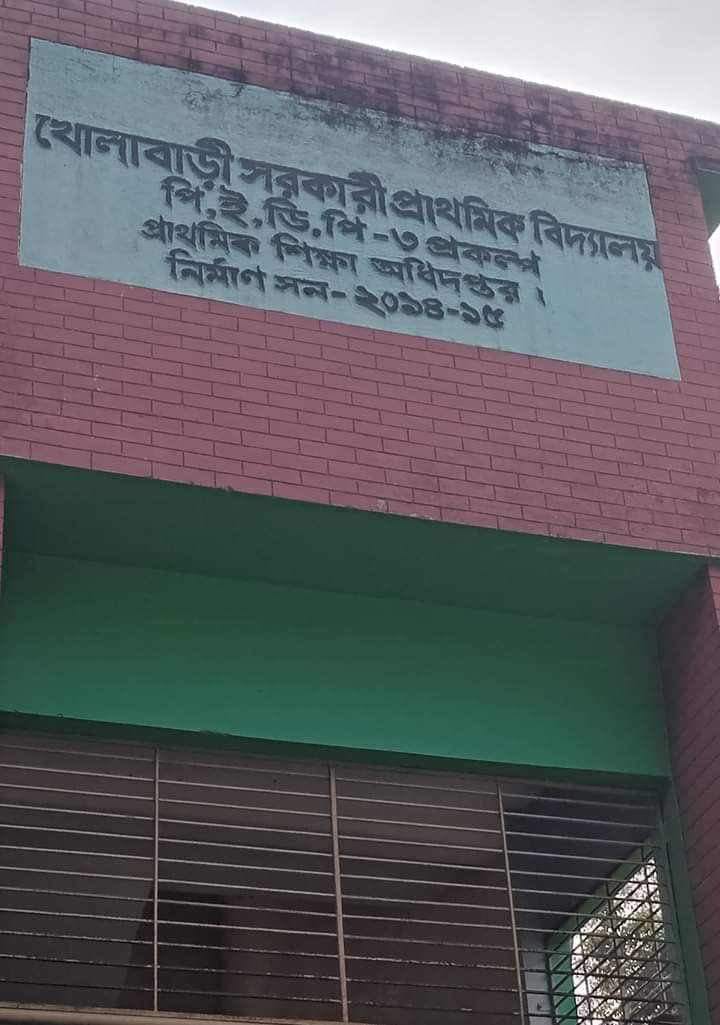 খোলাবাড়ী সরকারী প্রাথমিক বিদ্যালয়
পি,ই,ডি,পি-৩ প্রকল্প
প্রাথমিক শিক্ষা অধিদপ্তর ।
নির্মাণ সন-২০১৪-১৫